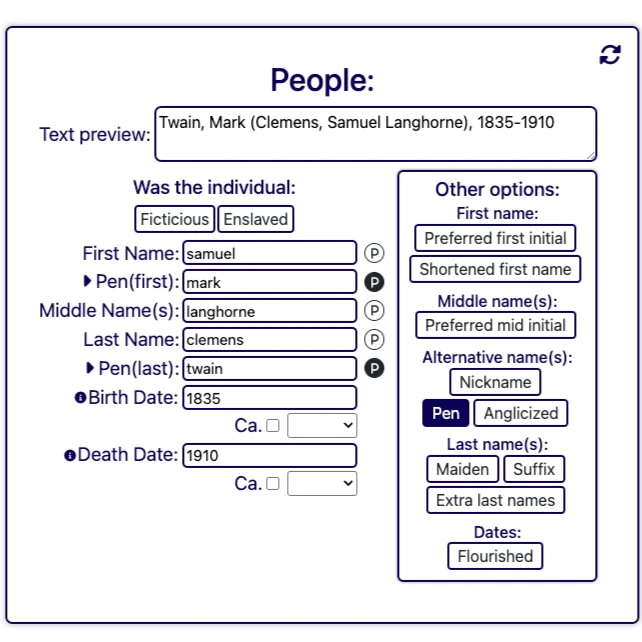 People:
Text preview:
Twain, Mark (Clemens, Samuel Langhorne), 1835-1910
Was the individual:
Ficticious Enslaved
First Name: samuel P
Pen(first): mark P
Middle Name(s): langhorne P
Last Name: clemens P
Pen(last): twain P
Birth Date: 1835
Ca.
Death Date: 1910
Ca.
Other options:
First name:
Preferred first initial
Shortened first name
Middle name(s):
Preferred mid initial
Alternative name(s):
Nickname
Pen Anglicized
Last name(s):
Maiden Suffix
Extra last names
Dates:
Flourished